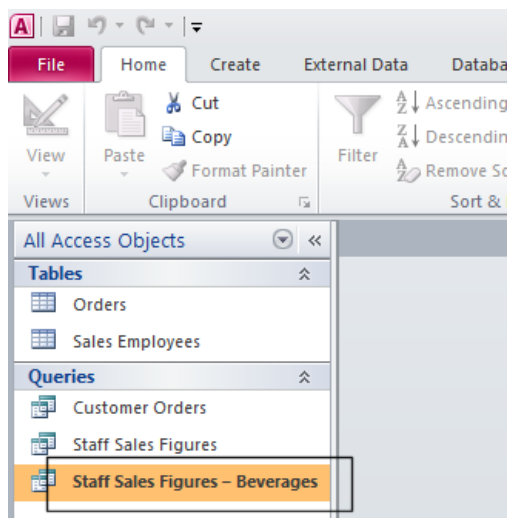 A
File Home Create External Data Databa
View
Paste
Cut
Copy
Format Painter
Filter
Ascending
Descendin
Remove So
Views Clipboard Sort &
All Access Objects
Tables
Orders
Sales Employees
Queries
Customer Orders
Staff Sales Figures
Staff Sales Figures – Beverages